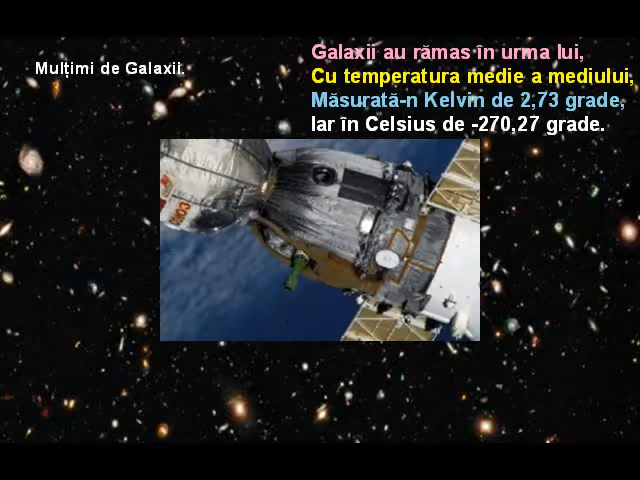 Mulțimi de Galaxii.
Galaxii au rămas în urma lui,
Cu temperatura medie a mediului,
Măsurată-n Kelvin de 2,73 grade,
Iar în Celsius de -270,27 grade.